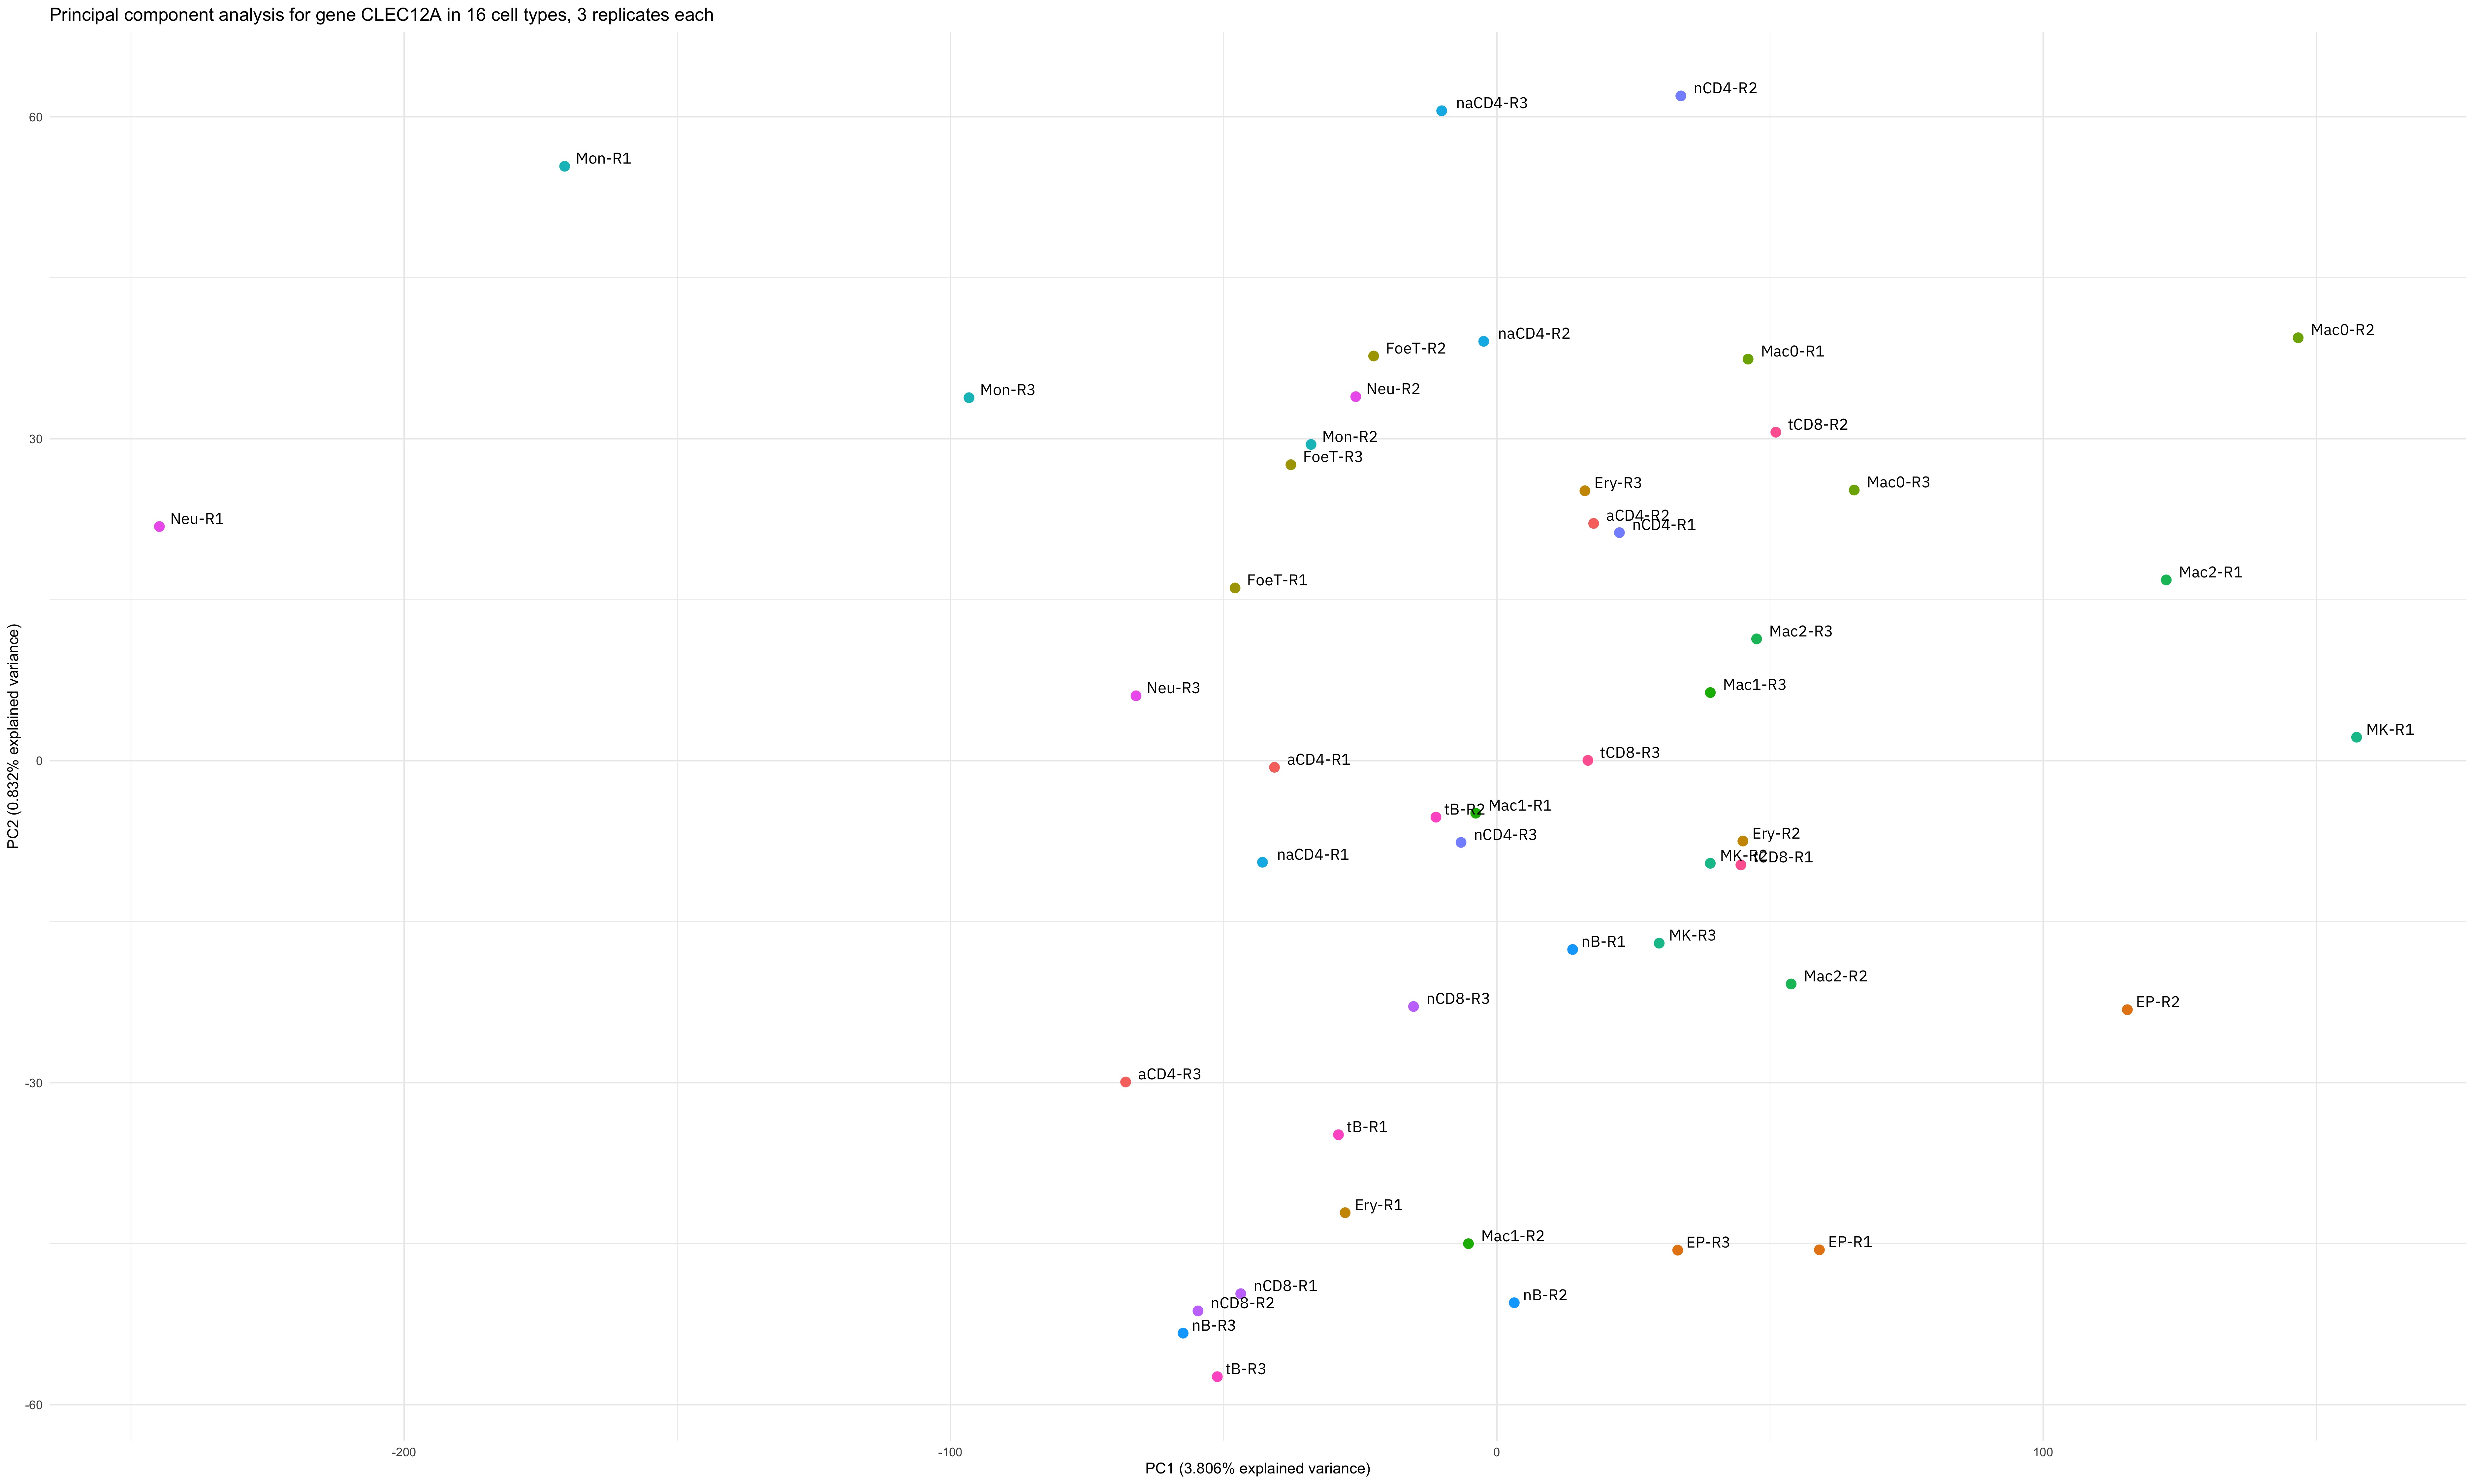 Principal component analysis for gene CLEC12A in 16 cell types, 3 replicates each
nCD4-R2
naCD4-R3
60
Mon-R1
Mac0-R2
naCD4-R2
FoeT-R2
Mac0-R1
Mon-R3
Neu-R2
tCD8-R2
Mon-R2
30
FoeT-R3
Ery-R3
Mac0-R3
Neu-R1
aCD4-R2
nCD4-R1
Mac2-R1
FoeT-R1
Mac2-R3
Mac1-R3
Neu-R3
MK-R1
PC2 (0.832% explained variance)
tCD8-R3
aCD4-R1
0
tB-R2
Mac1-R1
nCD4-R3
Ery-R2
naCD4-R1
MK-R2
tCD8-R1
MK-R3
nB-R1
Mac2-R2
nCD8-R3
EP-R2
aCD4-R3
-30
tB-R1
Ery-R1
Mac1-R2
EP-R3
EP-R1
nCD8-R1
nB-R2
nCD8-R2
nB-R3
tB-R3
-60
-200
-100
0
100
PC1 (3.806% explained variance)